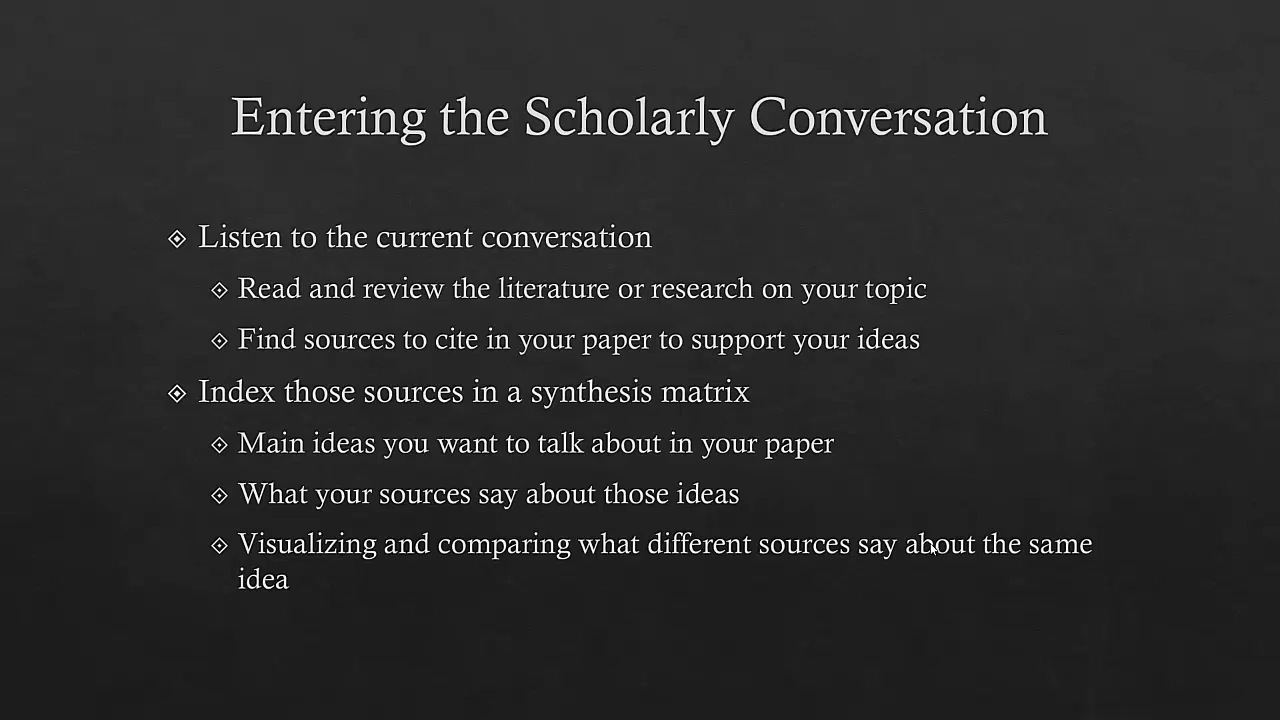 Entering the Scholarly Conversation
Listen to the current conversation
Read and review the literature or research on your topic
Find sources to cite in your paper to support your ideas
Index those sources in a synthesis matrix
Main ideas you want to talk about in your paper
What your sources say about those ideas
Visualizing and comparing what different sources say about the same
idea